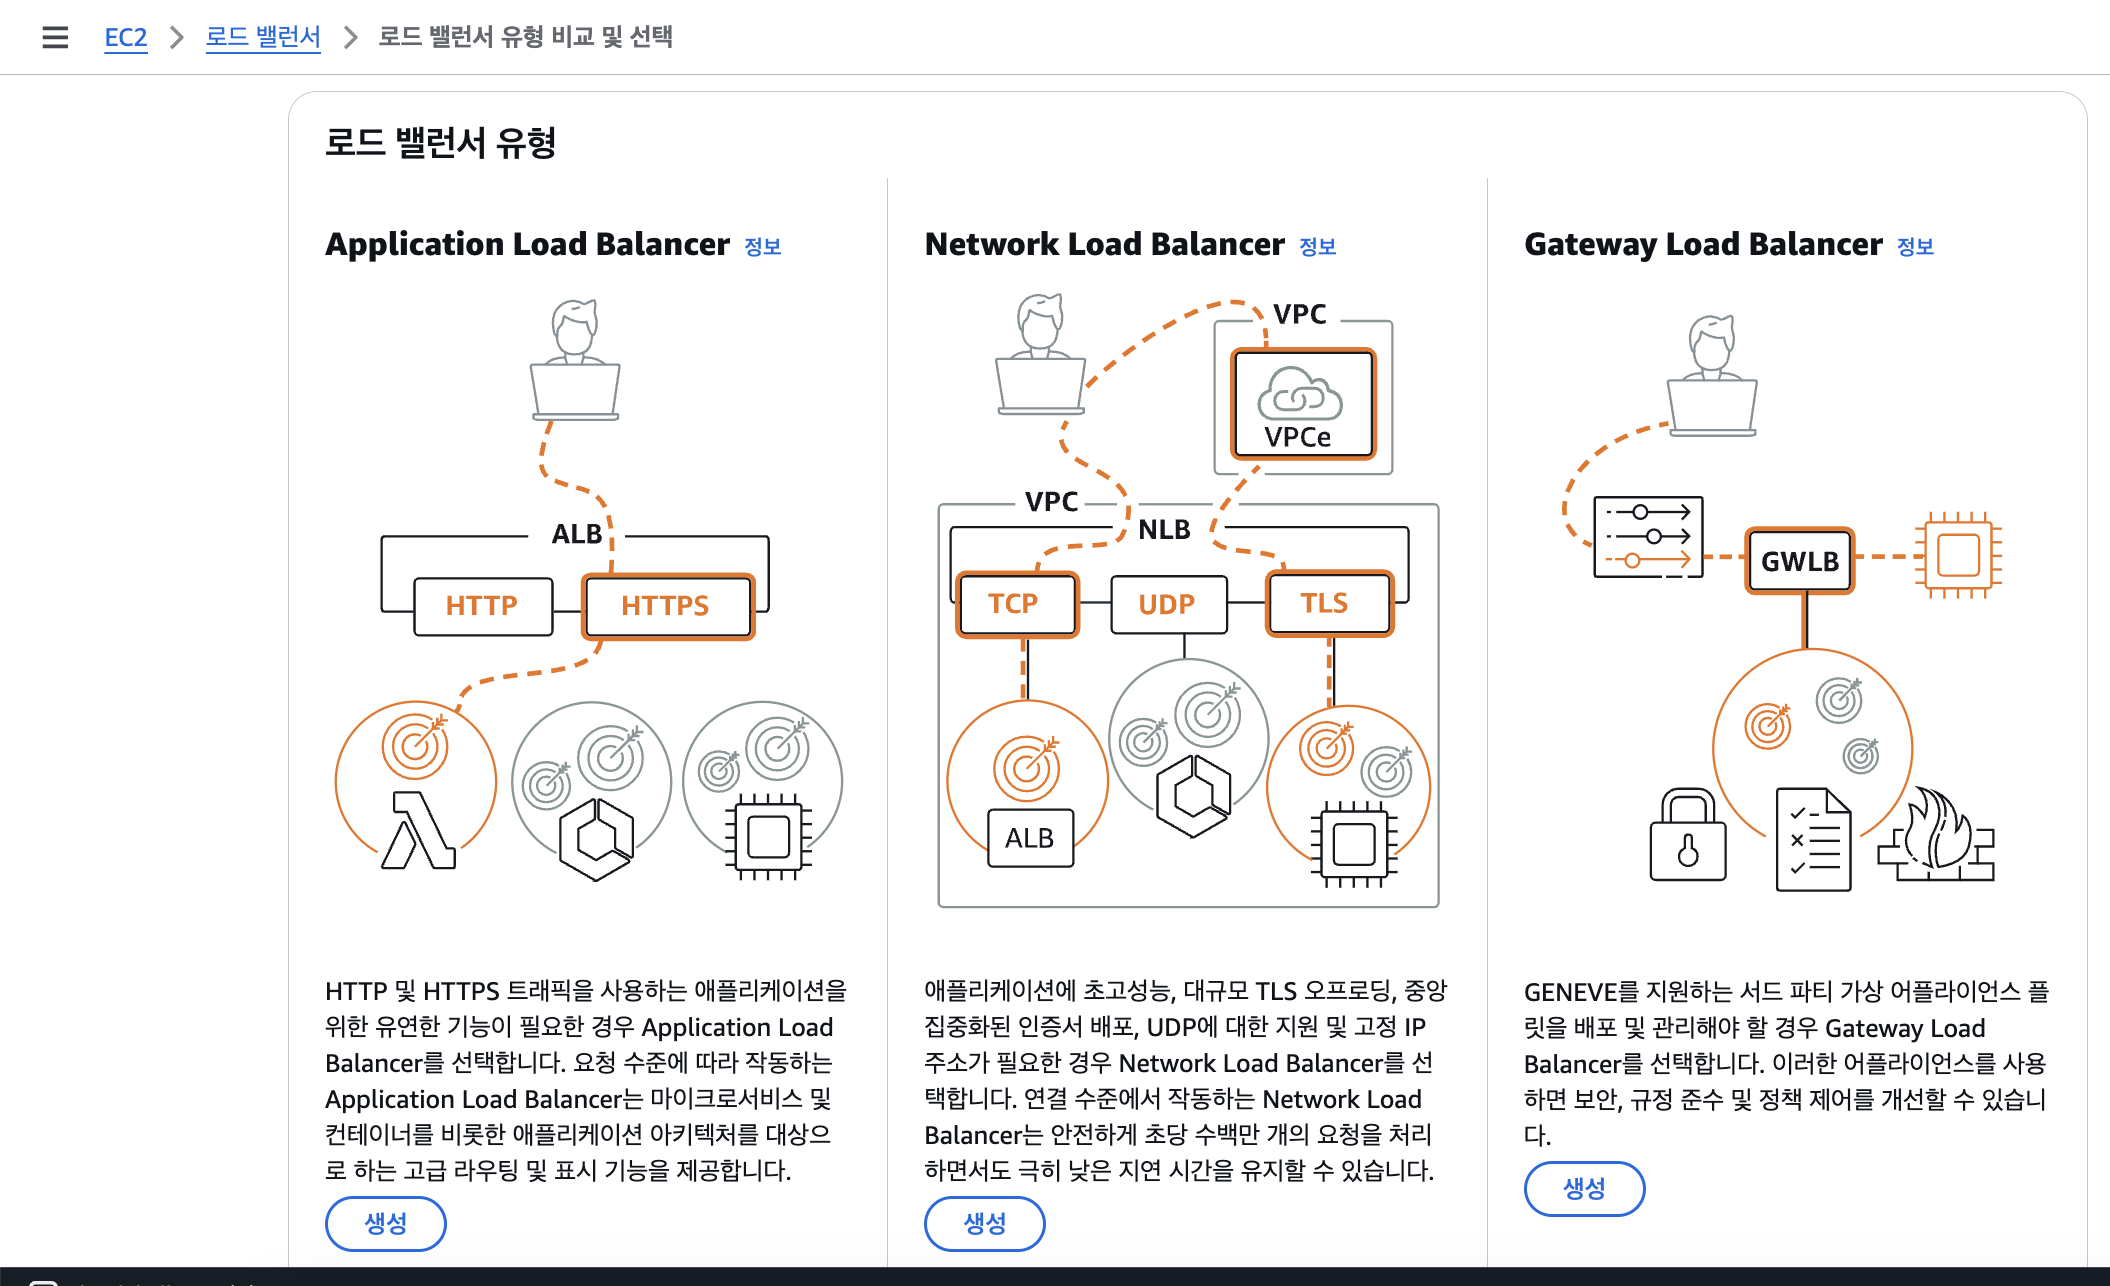 EC2 > 로드 밸런서 > 로드 밸런서 유형 비교 및 선택
로드 밸런서 유형
Application Load Balancer 정보
ALB
HTTP
HTTPS
HTTP 및 HTTPS 트래픽을 사용하는 애플리케이션을
위한 유연한 기능이 필요한 경우 Application Load
Balancer를 선택합니다. 요청 수준에 따라 작동하는
Application Load Balancer는 마이크로서비스 및
컨테이너를 비롯한 애플리케이션 아키텍처를 대상으
로 하는 고급 라우팅 및 표시 기능을 제공합니다.
생성
Network Load Balancer 정보
VPC
VPCe
VPC
NLB
TCP
UDP
TLS
ALB
애플리케이션에 초고성능, 대규모 TLS 오프로딩, 중앙
집중화된 인증서 배포, UDP에 대한 지원 및 고정 IP
주소가 필요한 경우 Network Load Balancer를 선
택합니다. 연결 수준에서 작동하는 Network Load
Balancer는 안전하게 초당 수백만 개의 요청을 처리
하면서도 극히 낮은 지연 시간을 유지할 수 있습니다.
생성
Gateway Load Balancer 정보
GWLB
GENEVE를 지원하는 서드 파티 가상 어플라이언스 플
릿을 배포 및 관리해야 할 경우 Gateway Load
Balancer를 선택합니다. 이러한 어플라이언스를 사용
하면 보안, 규정 준수 및 정책 제어를 개선할 수 있습니
다.
생성